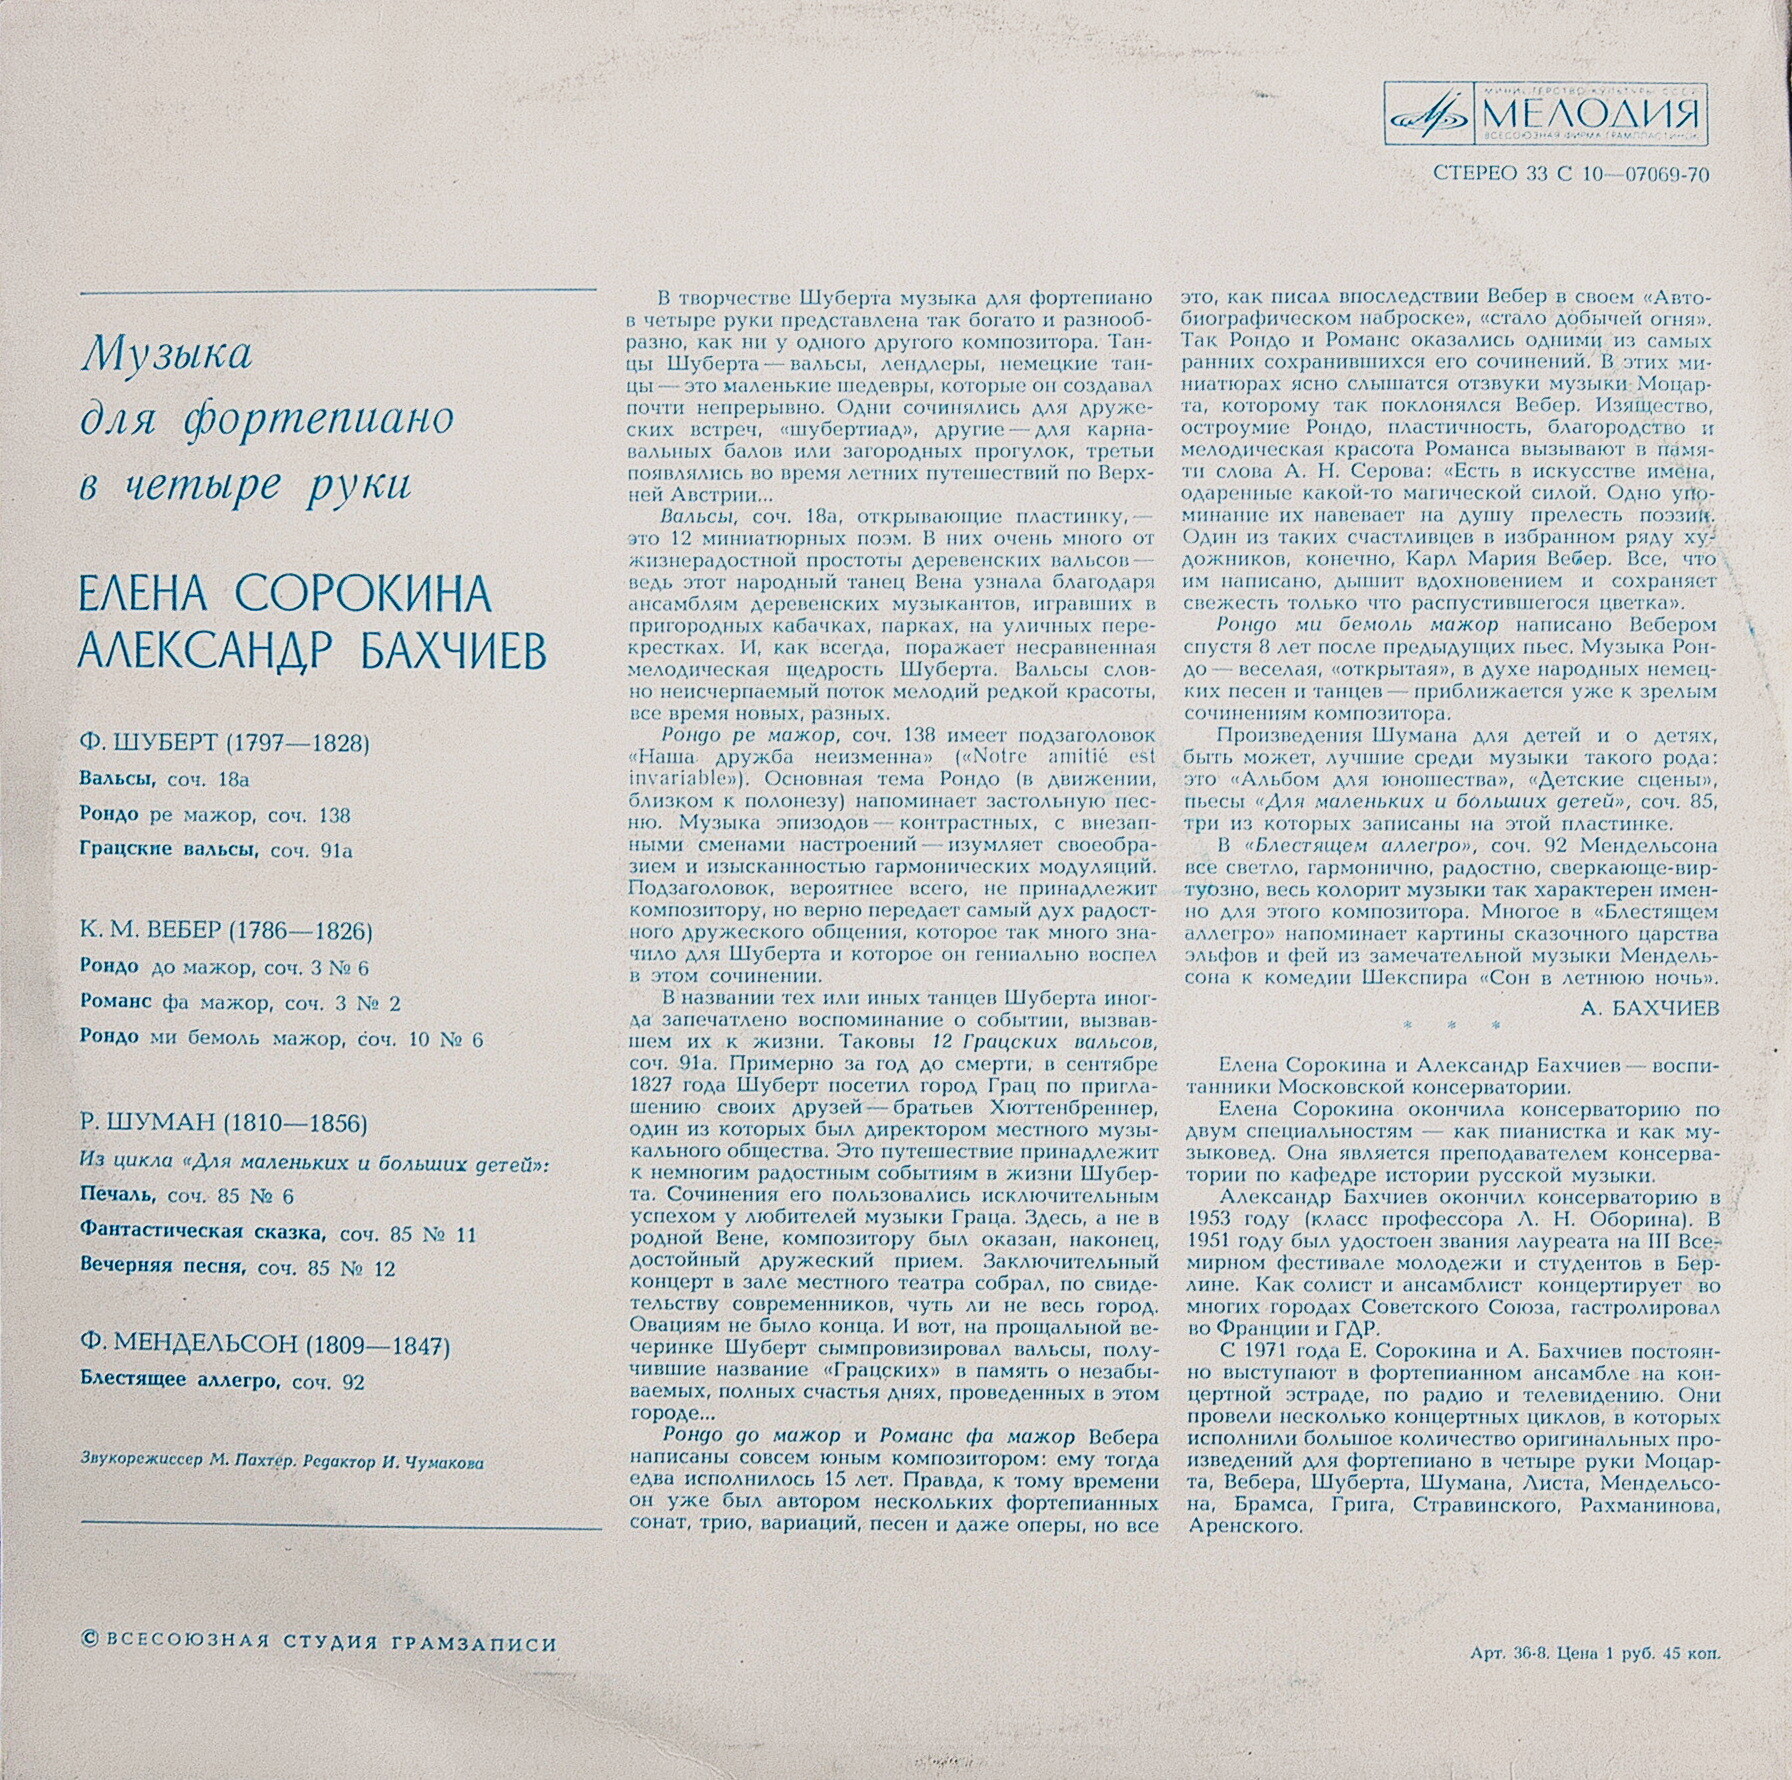 МИНИСТЕРСТВО КУЛЬТУРЫ СССР
МЕЛОДИЯ
ВСЕСОЮЗНАЯ ФИРМА ГРАМПЛАСТИНОК
СТЕРЕО 33 С 10—07069-70
Музыка
для фортепиано
в четыре руки
ЕЛЕНА СОРОКИНА
АЛЕКСАНДР БАХЧИЕВ
Ф. ШУБЕРТ (1797—1828)
Вальсы, соч. 18а
Рондо ре мажор, соч. 138
Грацские вальсы, соч. 91а
К. М. ВЕБЕР (1786—1826)
Рондо до мажор, соч. 3 № 6
Романс фа мажор, соч. 3 № 2
Рондо ми бемоль мажор, соч. 10 № 6
Р. ШУМАН (1810—1856)
Из цикла «Для маленьких и больших детей»:
Печаль, соч. 85 № 6
Фантастическая сказка, соч. 85 № 11
Вечерняя песня, соч. 85 № 12
Ф. МЕНДЕЛЬСОН (1809—1847)
Блестящее аллегро, соч. 92
Звукорежиссер М. Пахтер. Редактор И. Чумакова
В творчестве Шуберта музыка для фортепиано
в четыре руки представлена так богато и разнооб-
разно, как ни у одного другого композитора. Тан-
цы Шуберта — вальсы, лендлеры, немецкие тан-
цы — это маленькие шедевры, которые он создавал
почти непрерывно. Одни сочинялись для друже-
ских встреч, «шубертиад», другие — для карна-
вальных балов или загородных прогулок, третьи
появлялись во время летних путешествий по Верх-
ней Австрии...
Вальсы, соч. 18а, открывающие пластинку, —
это 12 миниатюрных поэм. В них очень много от
жизнерадостной простоты деревенских вальсов —
ведь этот народный танец Вена узнала благодаря
ансамблям деревенских музыкантов, игравших в
пригородных кабачках, парках, на уличных пере-
крестках. И, как всегда, поражает несравненная
мелодическая щедрость Шуберта. Вальсы слов-
но неисчерпаемый поток мелодий редкой красоты,
все время новых, разных.
Рондо ре мажор, соч. 138 имеет подзаголовок
«Наша дружба неизменна» («Notre amitié est
invariable»). Основная тема Рондо (в движении,
близком к полонезу) напоминает застольную пес-
ню. Музыка эпизодов — контрастных, с внезап-
ными сменами настроений — изумляет своеобра-
зием и изысканностью гармонических модуляций.
Подзаголовок, вероятнее всего, не принадлежит
композитору, но верно передает самый дух радост-
ного дружеского общения, которое так много зна-
чило для Шуберта и которое он гениально воспел
в этом сочинении.
В названии тех или иных танцев Шуберта иног-
да запечатлено воспоминание о событии, вызвав-
шем их к жизни. Таковы 12 Грацских вальсов,
соч. 91а. Примерно за год до смерти, в сентябре
1827 года Шуберт посетил город Грац по пригла-
шению своих друзей — братьев Хюттенбреннер,
один из которых был директором местного музы-
кального общества. Это путешествие принадлежит
к немногим радостным событиям в жизни Шубер-
та. Сочинения его пользовались исключительным
успехом у любителей музыки Граца. Здесь, а не в
родной Вене, композитору был оказан, наконец,
достойный дружеский прием. Заключительный
концерт в зале местного театра собрал, по свиде-
тельству современников, чуть ли не весь город.
Овациям не было конца. И вот, на прощальной ве-
черинке Шуберт сымпровизировал вальсы, полу-
чившие название «Грацских» в память о незабы-
ваемых, полных счастья днях, проведенных в этом
городе...
Рондо до мажор и Романс фа мажор Вебера
написаны совсем юным композитором: ему тогда
едва исполнилось 15 лет. Правда, к тому времени
он уже был автором нескольких фортепианных
сонат, трио, вариаций, песен и даже оперы, но все
это, как писал впоследствии Вебер в своем «Авто-
биографическом наброске», «стало добычей огня».
Так Рондо и Романс оказались одними из самых
ранних сохранившихся его сочинений. В этих ми-
ниатюрах ясно слышатся отзвуки музыки Моцар-
та, которому так поклонялся Вебер. Изящество,
остроумие Рондо, пластичность, благородство и
мелодическая красота Романса вызывают в памя-
ти слова А. Н. Серова: «Есть в искусстве имена,
одаренные какой-то магической силой. Одно упо-
минание их навевает на душу прелесть поэзии.
Один из таких счастливцев в избранном ряду ху-
дожников, конечно, Карл Мария Вебер. Все, что
им написано, дышит вдохновением и сохраняет
свежесть только что распустившегося цветка».
Рондо ми бемоль мажор написано Вебером
спустя 8 лет после предыдущих пьес. Музыка Рон-
до — веселая, «открытая», в духе народных немец-
ких песен и танцев — приближается уже к зрелым
сочинениям композитора.
Произведения Шумана для детей и о детях,
быть может, лучшие среди музыки такого рода:
это «Альбом для юношества», «Детские сцены»,
пьесы «Для маленьких и больших детей», соч. 85,
три из которых записаны на этой пластинке.
В «Блестящем аллегро», соч. 92 Мендельсона
все светло, гармонично, радостно, сверкающе-вир-
туозно, весь колорит музыки так характерен имен-
но для этого композитора. Многое в «Блестящем
аллегро» напоминает картины сказочного царства
эльфов и фей из замечательной музыки Мендель-
сона к комедии Шекспира «Сон в летнюю ночь».
А. БАХЧИЕВ
* * *
Елена Сорокина и Александр Бахчиев — воспи-
танники Московской консерватории.
Елена Сорокина окончила консерваторию по
двум специальностям — как пианистка и как му-
зыковед. Она является преподавателем консерва-
тории по кафедре истории русской музыки.
Александр Бахчиев окончил консерваторию в
1953 году (класс профессора Л. Н. Оборина). В
1951 году был удостоен звания лауреата на III Все-
мирном фестивале молодежи и студентов в Бер-
лине. Как солист и ансамблист концертирует во
многих городах Советского Союза, гастролировал
во Франции и ГДР.
С 1971 года Е. Сорокина и А. Бахчиев постоян-
но выступают в фортепианном ансамбле на кон-
цертной эстраде, по радио и телевидению. Они
провели несколько концертных циклов, в которых
исполнили большое количество оригинальных про-
изведений для фортепиано в четыре руки Моцар-
та, Вебера, Шуберта, Шумана, Листа, Мендельсо-
на, Брамса, Грига, Стравинского, Рахманинова,
Аренского.
© ВСЕСОЮЗНАЯ СТУДИЯ ГРАМЗАПИСИ
Арт. 36-8. Цена 1 руб. 45 коп.